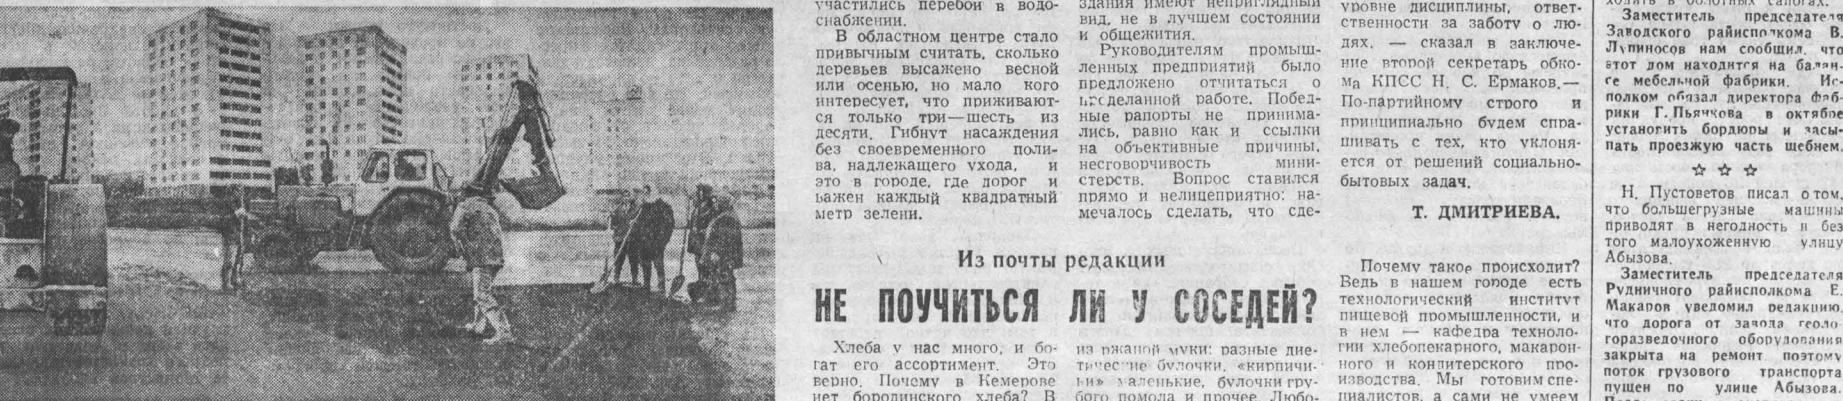 участились перебои в водо-
снабжении.
В областном центре стало
привычным считать, сколько
деревьев высажено весной
или осенью, но мало кого
интересует, что приживают-
ся только три—шесть из
десяти. Гибнут насаждения
без своевременного поли-
ва, надлежащего ухода, и
это в городе, где дорог и
важен каждый квадратный
метр зелени.
здания имеют неприглядный
вид, не в лучшем состоянии
и общежития.
Руководителям промыш-
ленных предприятий было
предложено отчитаться о
проделанной работе. Побед-
ные рапорты не принима-
лись, равно как и ссылки
на объективные причины,
несговорчивость мини-
стерств. Вопрос ставился
прямо и нелицеприятно: на-
мечалось сделать, что сде-
уровне дисциплины, ответ-
ственности за заботу о лю-
дях, — сказал в заключе-
ние второй секретарь обко-
ма КПСС Н. С. Ермаков.—
По-партийному строго и
принципиально будем спра-
шивать с тех, кто уклоня-
ется от решений социально-
бытовых задач.
Т. ДМИТРИЕВА.
Из почты редакции
НЕ ПОУЧИТЬСЯ ЛИ У СОСЕДЕЙ?
Хлеба у нас много, и бо-
гат его ассортимент. Это
верно. Почему в Кемерове
нет бородинского хлеба? В
из ржаной муки: разные дие-
тические булочки, «кирпичи-
ки» маленькие, булочки гру-
бого помола и прочее. Любо-
Почему такое происходит?
Ведь в нашем городе есть
технологический институт
пищевой промышленности, и
в нем — кафедра техноло-
гии хлебопекарного, макарон-
ного и кондитерского про-
изводства. Мы готовим спе-
циалистов, а сами не умеем
ходить в болотных сапогах.
Заместитель председателя
Заводского райисполкома В.
Лупиносов нам сообщил, что
этот дом находится на балан-
се мебельной фабрики. Ис-
полком обязал директора фаб-
рики Г. Пьячкова в октябре
установить бордюры и засы-
пать проезжую часть щебнем.
☆ ☆ ☆
Н. Пустоветов писал о том,
что большегрузные машины
приводят в негодность и без
того малоухоженную улицу
Абызова.
Заместитель председателя
Рудничного райисполкома Е.
Макаров уведомил редакцию,
что дорога от завода геоло-
горазведочного оборудования
закрыта на ремонт поэтому
поток грузового транспорта
пущен по улице Абызова.